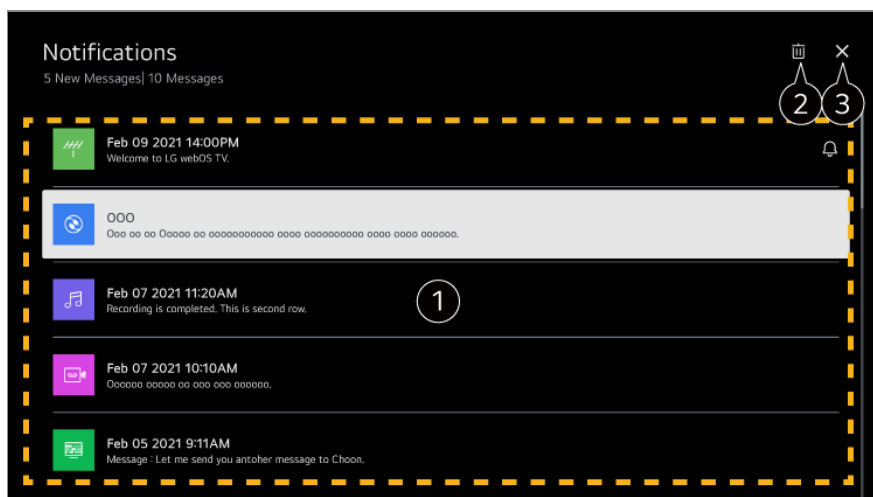 Notifications
5 New Messages| 10 Messages
2
3
Feb 09 2021 14:00PM
Welcome to LG webOS TV.
OOO
Ooo oo oo Ooooo oo ooooooooooo oooo oooooooooo oooo oooo oooooo.
Feb 07 2021 11:20AM
Recording is completed. This is second row.
1
Feb 07 2021 10:10AM
Oooooo ooooo oo ooo ooo oooooo.
Feb 05 2021 9:11AM
Message : Let me send you antoher message to Choon.